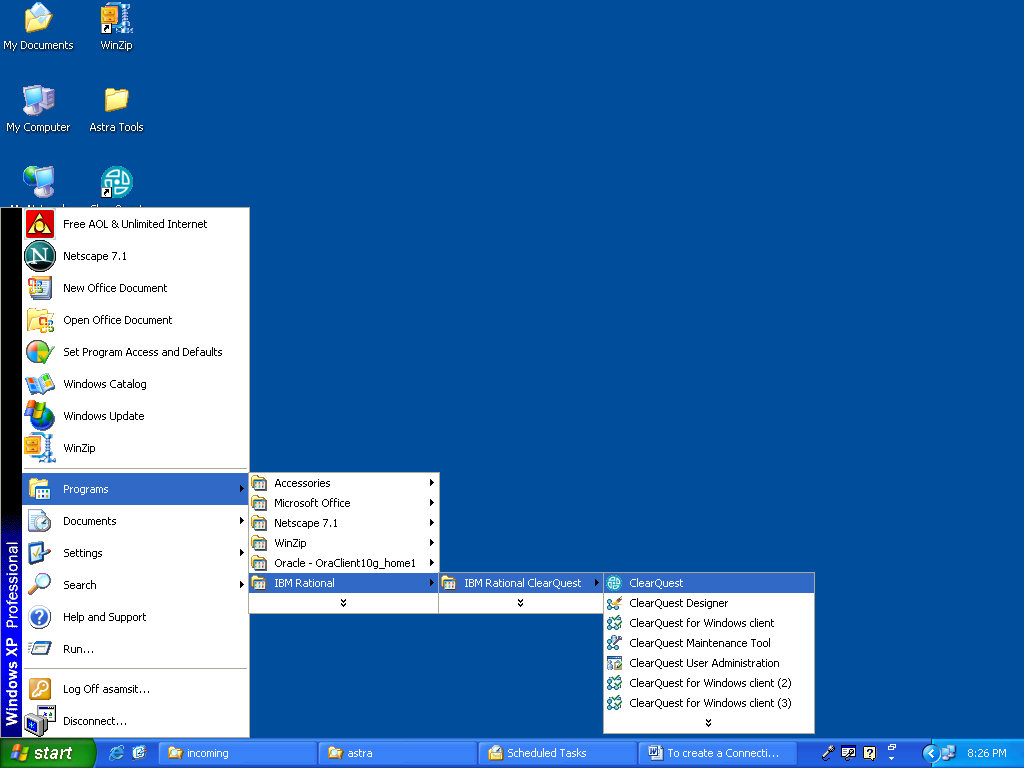 My Documents
WinZip
My Computer
Astra Tools
Free AOL & Unlimited Internet
Netscape 7.1
New Office Document
Open Office Document
Set Program Access and Defaults
Windows Catalog
Windows Update
WinZip
Programs
Documents
Settings
Search
Help and Support
Run...
Log Off asamsit...
Disconnect...
Windows XP Professional
Accessories
Microsoft Office
Netscape 7.1
WinZip
Oracle - OraClient10g_home1
IBM Rational
IBM Rational ClearQuest
ClearQuest
ClearQuest Designer
ClearQuest for Windows client
ClearQuest Maintenance Tool
ClearQuest User Administration
ClearQuest for Windows client (2)
ClearQuest for Windows client (3)
start
incoming
astra
Scheduled Tasks
To create a Connecti...
8:26 PM